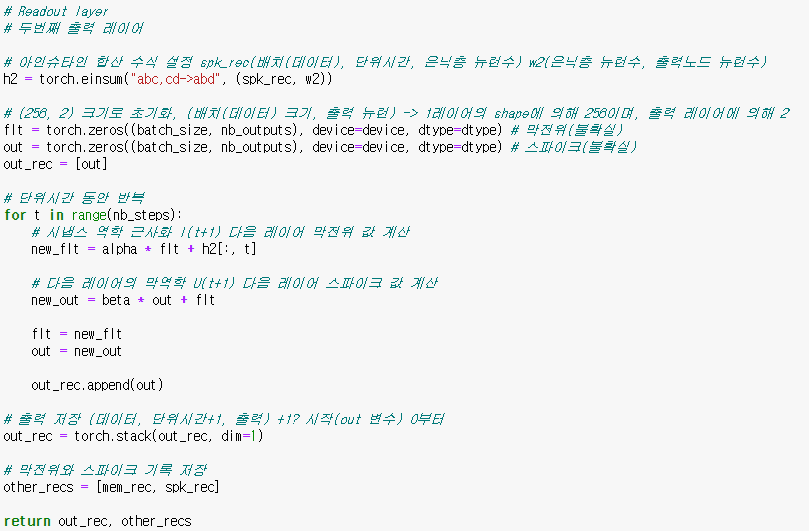 # Readout layer
# 두번째 출력 레이어
# 아인슈타인 합산 수식 설정 spk_rec(배치(데이터), 단위시간, 은닉층 뉴런수) w2(은닉층 뉴런수, 출력노드 뉴런수)
h2 = torch.einsum("abc,cd->abd", (spk_rec, w2))
# (256, 2) 크기로 초기화, (배치(데이터) 크기, 출력 뉴런) -> 1레이어의 shape에 의해 256이며, 출력 레이어에 의해 2
flt = torch.zeros((batch_size, nb_outputs), device=device, dtype=dtype) # 막전위(불확실)
out = torch.zeros((batch_size, nb_outputs), device=device, dtype=dtype) # 스파이크(불확실)
out_rec = [out]
# 단위시간 동안 반복
for t in range(nb_steps):
    # 시냅스 역학 근사화 I(t+1) 다음 레이어 막전위 값 계산
    new_flt = alpha * flt + h2[:, t]
    # 다음 레이어의 막역학 U(t+1) 다음 레이어 스파이크 값 계산
    new_out = beta * out + flt
    flt = new_flt
    out = new_out
    out_rec.append(out)
# 출력 저장 (데이터, 단위시간+1, 출력) +1? 시작(out 변수) 0부터
out_rec = torch.stack(out_rec, dim=1)
# 막전위와 스파이크 기록 저장
other_recs = [mem_rec, spk_rec]
return out_rec, other_recs